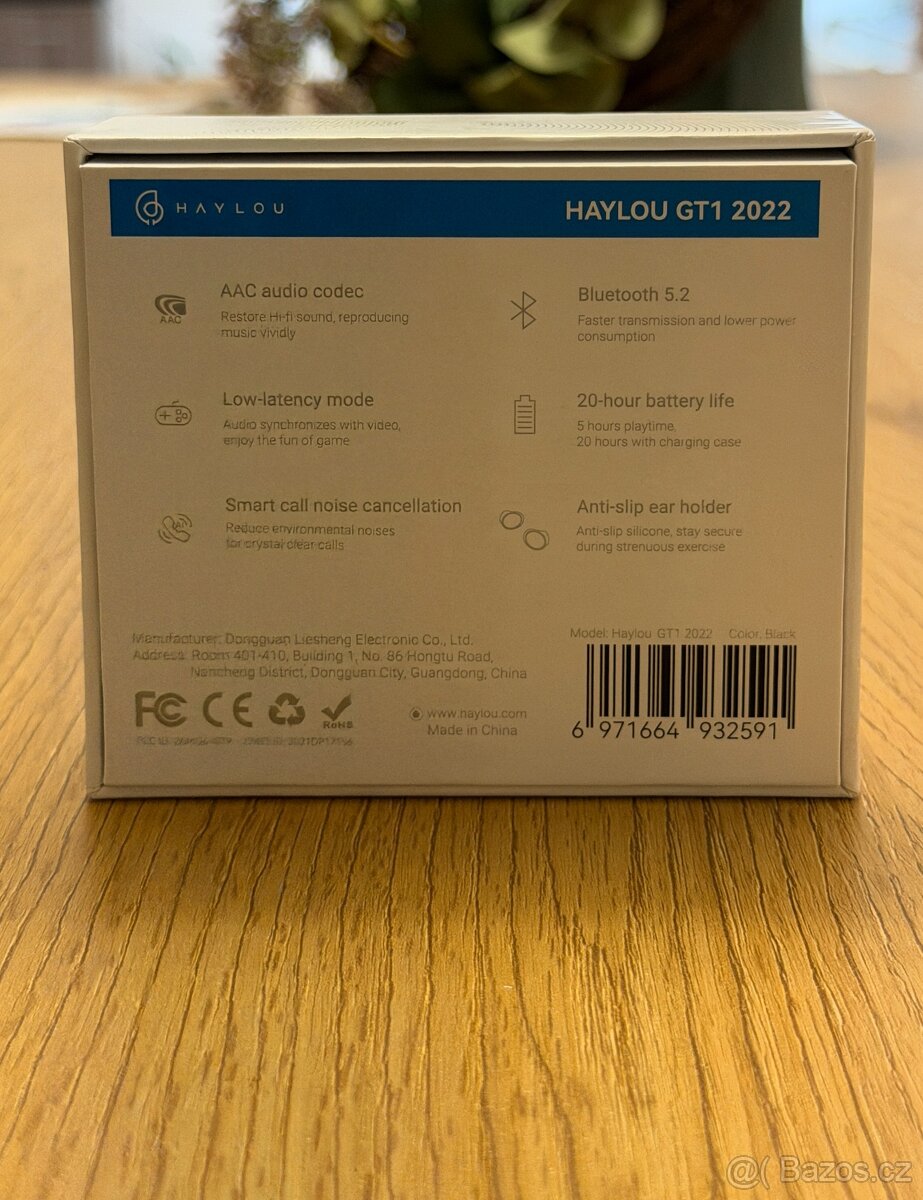 HAYLOU
HAYLOU GT1 2022
AAC audio codec
Restore Hi-fi sound, reproducing
music vividly
AAC
Bluetooth 5.2
Faster transmission and lower power
consumption
Low-latency mode
Audio synchronizes with video,
enjoy the fun of game
20-hour battery life
5 hours playtime,
20 hours with charging case
Smart call noise cancellation
Reduce environmental noises
for crystal clear calls
Anti-slip ear holder
Anti-slip silicone, stay secure
during strenuous exercise
Manufacturer: Dongguan Liesheng Electronic Co., Ltd.
Address: Room 401-410, Building 1, No. 86 Hongtu Road,
Nancheng District, Dongguan City, Guangdong, China
Model: Haylou GT1 2022 Color: Black
FC CE RoHS
www.haylou.com
Made in China
6 971664 932591
FCC ID:
@( Bazos.cz